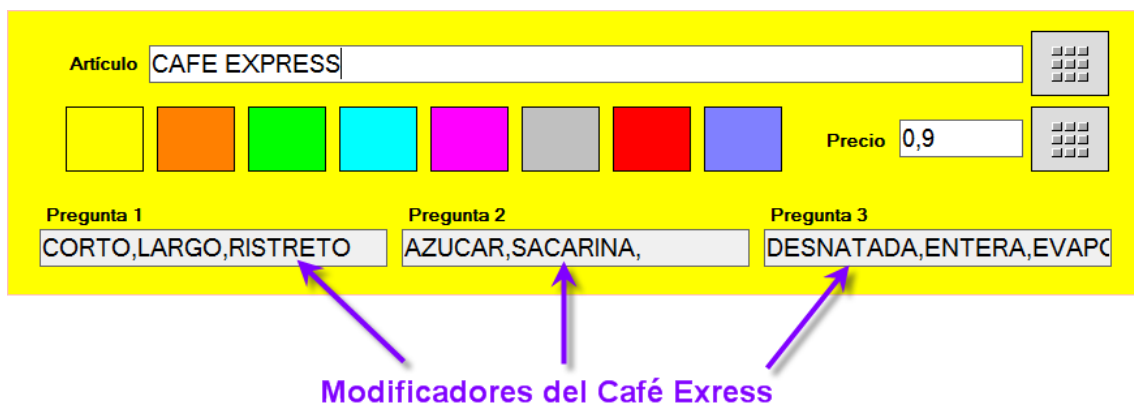 Artículo CAFE EXPRESS
Precio 0,9
Pregunta 1 Pregunta 2 Pregunta 3
CORTO,LARGO,RISTRETO AZUCAR,SACARINA, DESNATADA,ENTERA,EVAPO
Modificadores del Café Exress